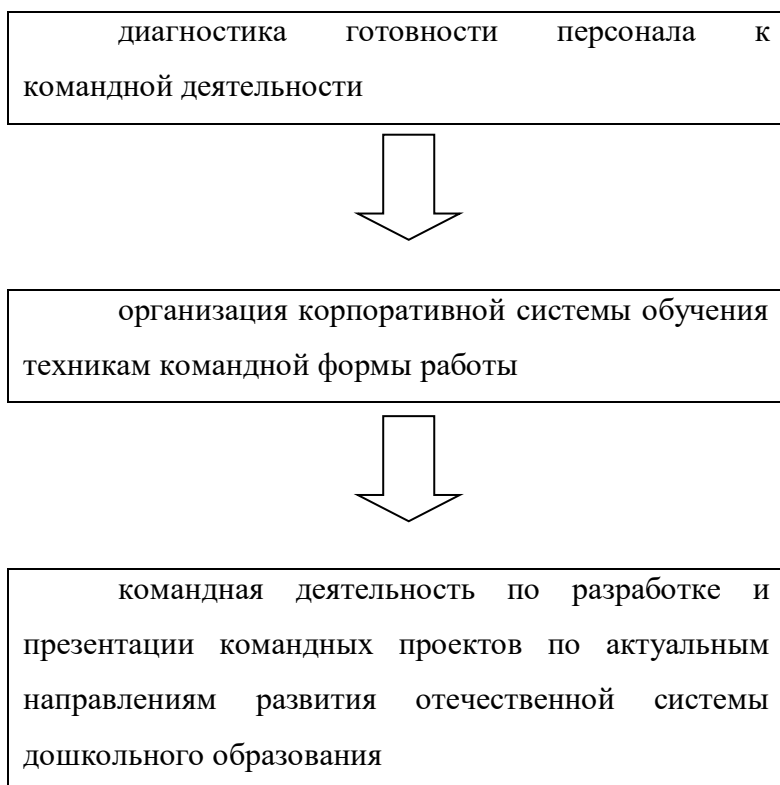 диагностика готовности персонала к
командной деятельности
организация корпоративной системы обучения
техникам командной формы работы
командная деятельность по разработке и
презентации командных проектов по актуальным
направлениям развития отечественной системы
дошкольного образования